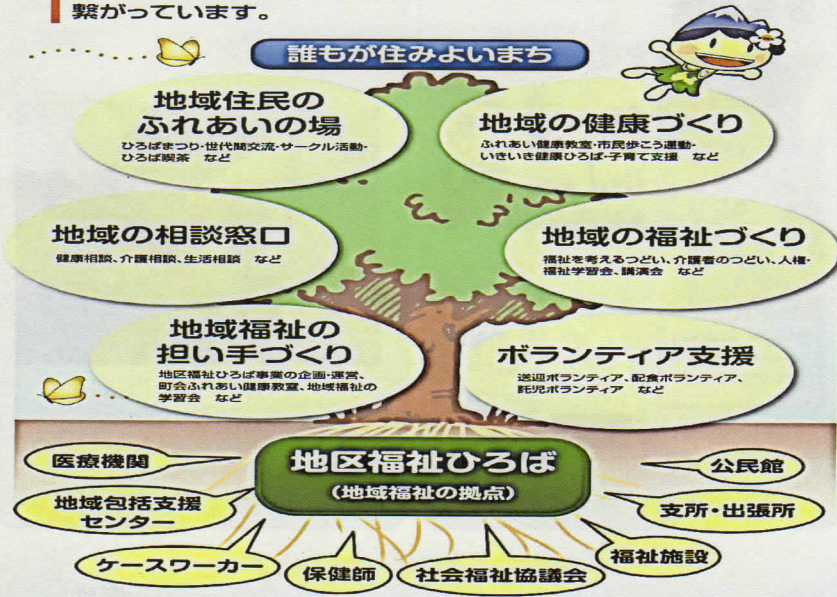 繋がっています。
誰もが住みよいまち
地域住民の
ふれあいの場
ひろばまつり・世代間交流・サークル活動・
ひろば喫茶　など
地域の健康づくり
ふれあい健康教室・市民歩こう運動・
いきいき健康ひろば・子育て支援　など
地域の相談窓口
健康相談、介護相談、生活相談　など
地域の福祉づくり
福祉を考えるつどい、介護者のつどい、人権・
福祉学習会、講演会　など
地域福祉の
担い手づくり
地区福祉ひろば事業の企画・運営、
町会ふれあい健康教室、地域福祉の
学習会　など
ボランティア支援
送迎ボランティア、配食ボランティア、
託児ボランティア　など
地区福祉ひろば
（地域福祉の拠点）
医療機関
地域包括支援
センター
ケースワーカー
保健師
社会福祉協議会
福祉施設
支所・出張所
公民館